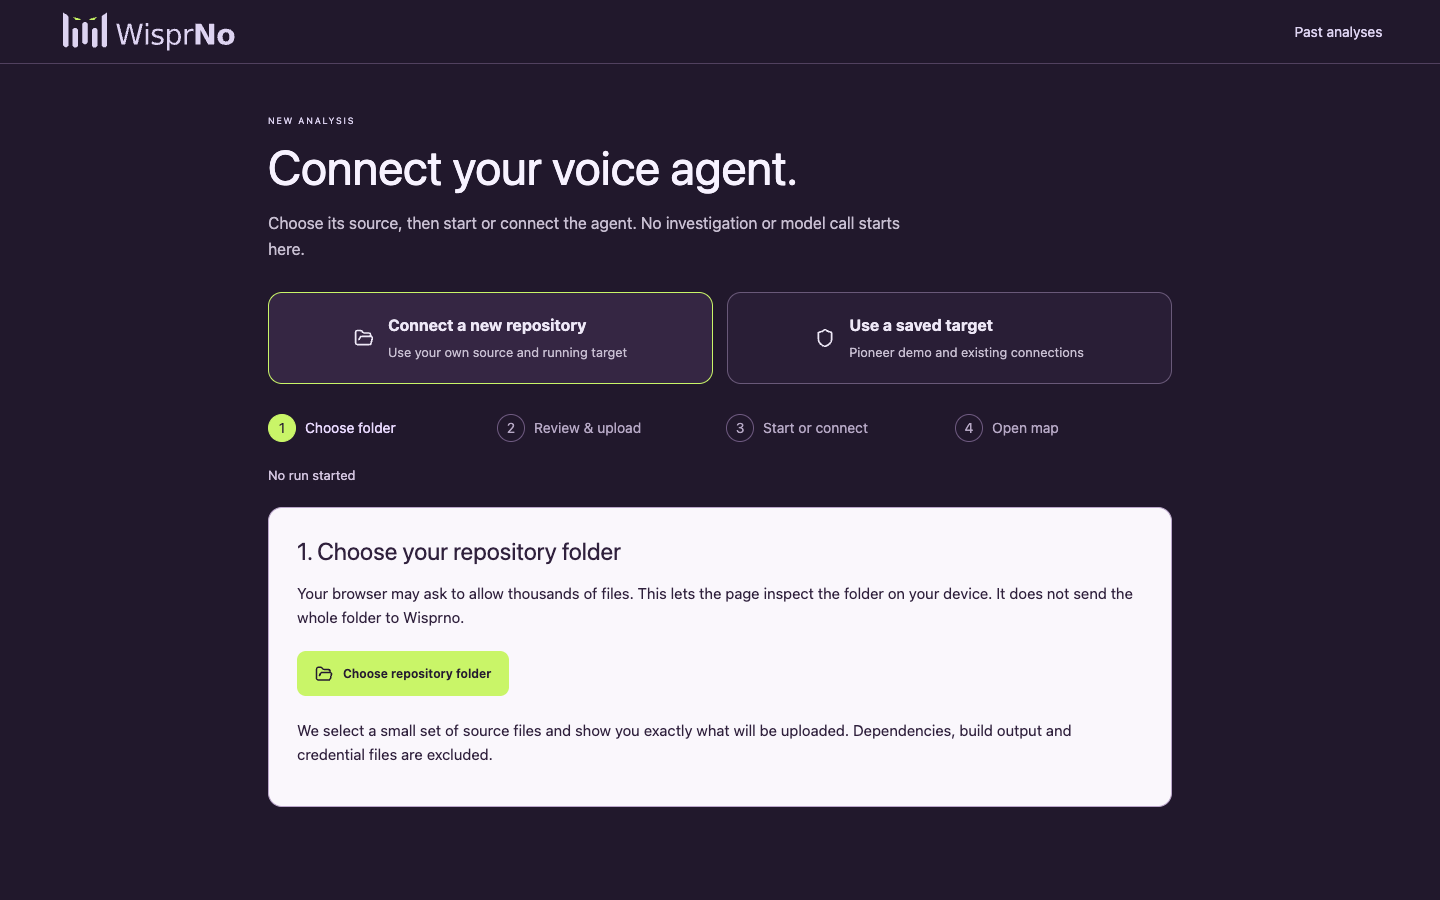 WisprNo
Past analyses
NEW ANALYSIS
Connect your voice agent.
Choose its source, then start or connect the agent. No investigation or model call starts
here.
Connect a new repository
Use your own source and running target
Use a saved target
Pioneer demo and existing connections
1 Choose folder
2 Review & upload
3 Start or connect
4 Open map
No run started
1. Choose your repository folder
Your browser may ask to allow thousands of files. This lets the page inspect the folder on your device. It does not send the
whole folder to Wisprno.
Choose repository folder
We select a small set of source files and show you exactly what will be uploaded. Dependencies, build output and
credential files are excluded.